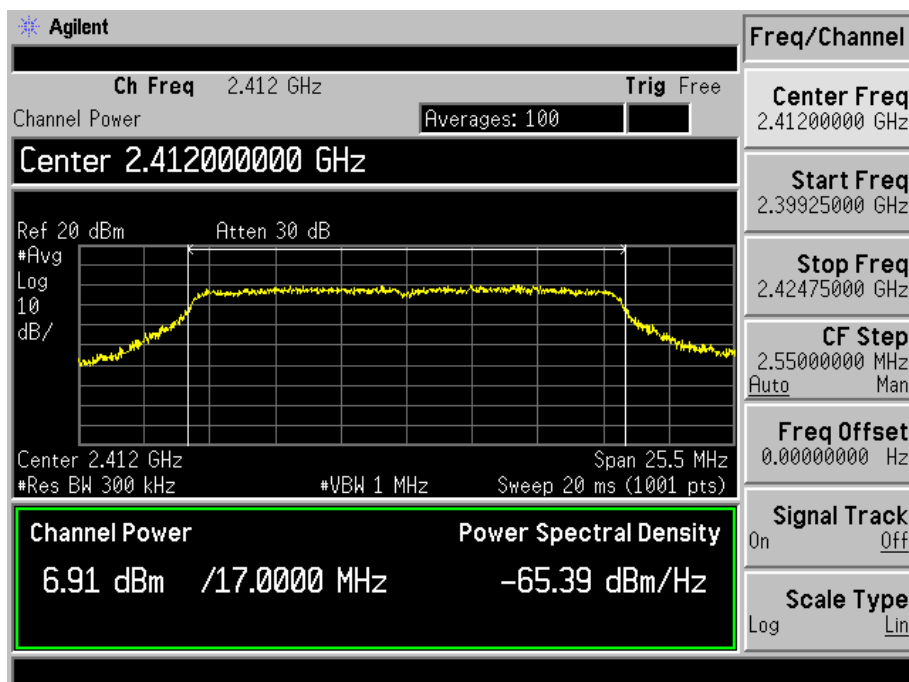 Agilent
Ch Freq 2.412 GHz Trig Free
Channel Power Averages: 100
Center 2.412000000 GHz
Ref 20 dBm Atten 30 dB
#Avg
Log
10
dB/
Center 2.412 GHz Span 25.5 MHz
#Res BW 300 kHz #VBW 1 MHz Sweep 20 ms (1001 pts)
Channel Power Power Spectral Density
6.91 dBm /17.0000 MHz -65.39 dBm/Hz
Freq/Channel
Center Freq
2.41200000 GHz
Start Freq
2.39925000 GHz
Stop Freq
2.42475000 GHz
CF Step
2.55000000 MHz
Auto Man
Freq Offset
0.00000000 Hz
Signal Track
On Off
Scale Type
Log Lin